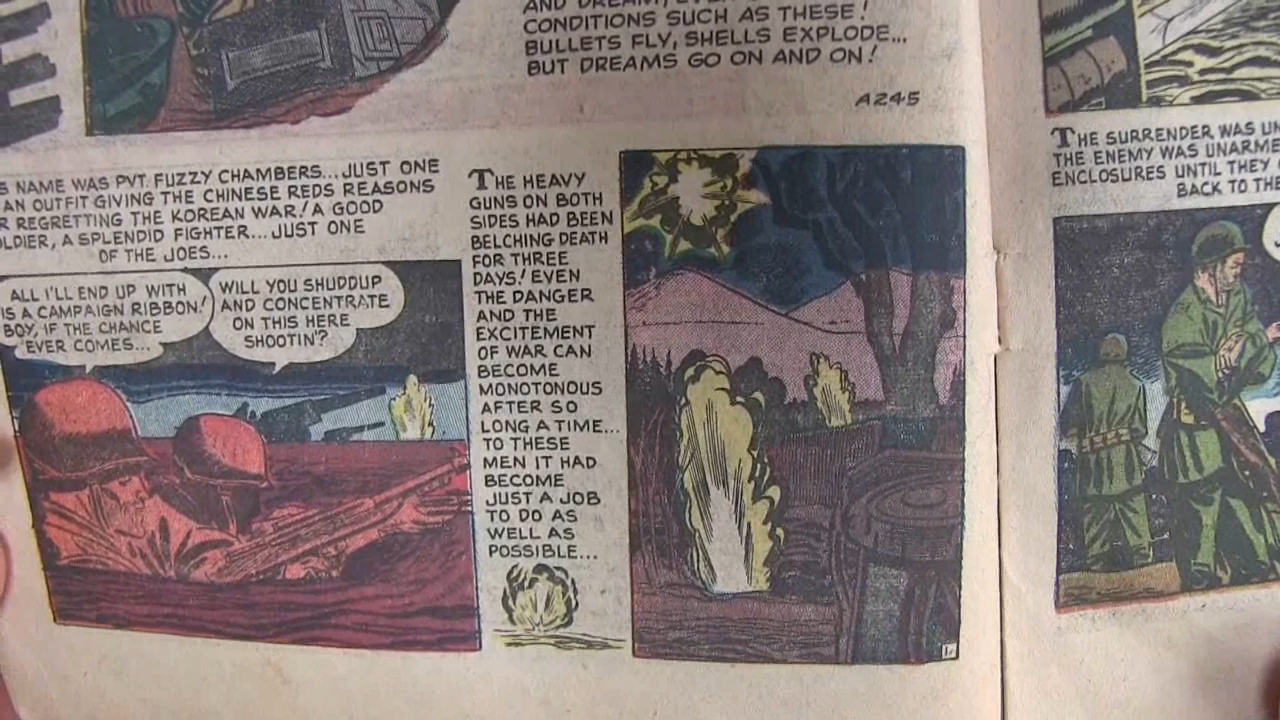 AND DREAM,
CONDITIONS SUCH AS THESE!
BULLETS FLY, SHELLS EXPLODE...
BUT DREAMS GO ON AND ON!
A245
NAME WAS PVT. FUZZY CHAMBERS... JUST ONE
AN OUTFIT GIVING THE CHINESE REDS REASONS
REGRETTING THE KOREAN WAR! A GOOD
A SPLENDID FIGHTER... JUST ONE
OF THE JOES...
ALL I'LL END UP WITH
IS A CAMPAIGN RIBBON!
BOY, IF THE CHANCE
EVER COMES...
WILL YOU SHUDDUP
AND CONCENTRATE
ON THIS HERE
SHOOTIN'?
THE HEAVY
GUNS ON BOTH
SIDES HAD BEEN
BELCHING DEATH
FOR THREE
DAYS! EVEN
THE DANGER
AND THE
EXCITEMENT
OF WAR CAN
BECOME
MONOTONOUS
AFTER SO
LONG A TIME...
TO THESE
MEN IT HAD
BECOME
JUST A JOB
TO DO AS
WELL AS
POSSIBLE...
THE SURRENDER WAS
THE ENEMY WAS
ENCLOSURES UNTIL THEY
BACK TO